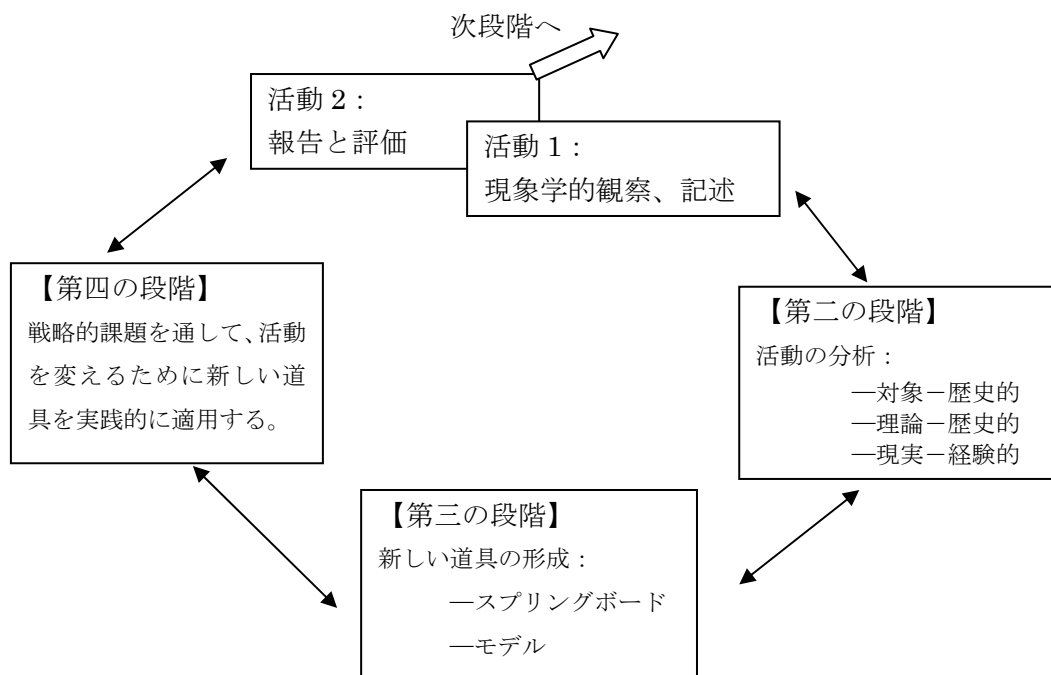 次段階へ
活動 2：
報告と評価
活動 1：
現象学的観察、記述
【第四の段階】
戦略的課題を通して、活動
を変えるために新しい道
具を実践的に適用する。
【第二の段階】
活動の分析：
―対象－歴史的
―理論－歴史的
―現実－経験的
【第三の段階】
新しい道具の形成：
―スプリングボード
―モデル